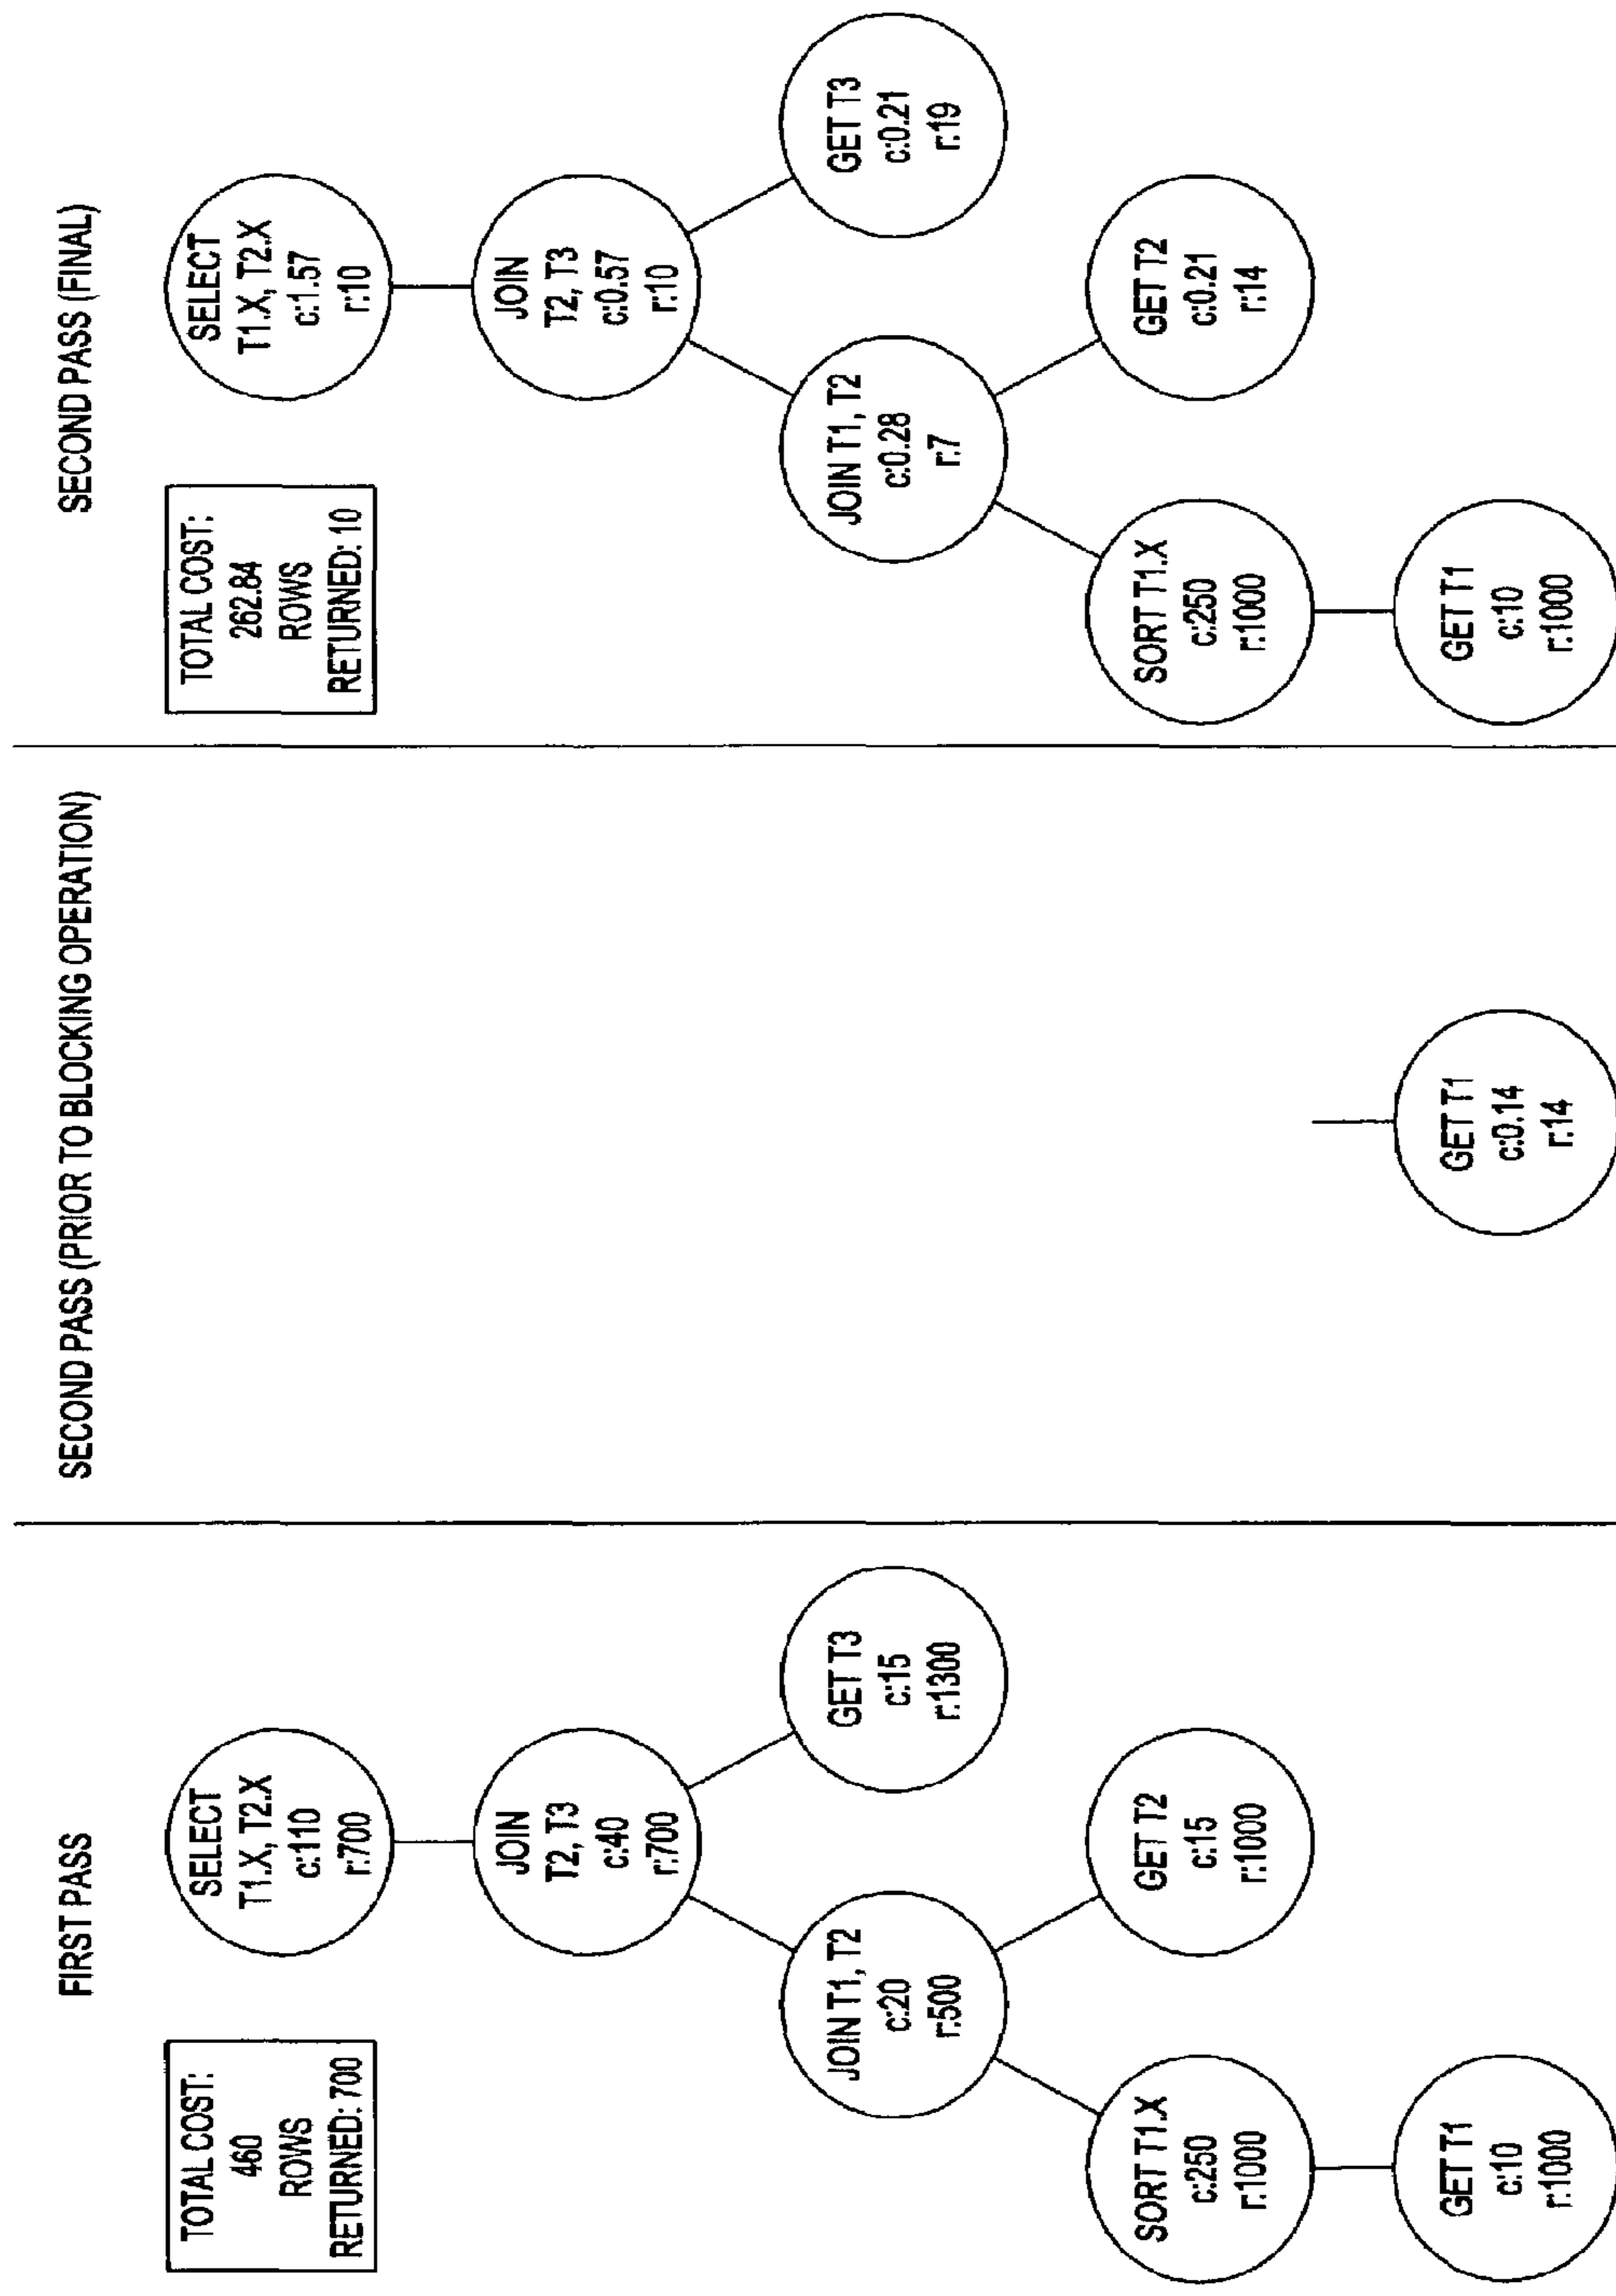 FIRST PASS
TOTAL COST:
460
ROWS
RETURNED: 700
SELECT
T1.X, T2.X
c:110
r:700
JOIN
T2, T3
c:40
r:700
JOIN T1, T2
c:20
r:500
GET T3
c:15
r:1300
SORT T1.X
c:250
r:1000
GET T2
c:15
r:1000
GET T1
c:10
r:1000
SECOND PASS (PRIOR TO BLOCKING OPERATION)
GET T1
c:0.14
r:14
SECOND PASS (FINAL)
TOTAL COST:
262.84
ROWS
RETURNED: 10
SELECT
T1.X, T2.X
c:1.57
r:10
JOIN
T2, T3
c:0.57
r:10
JOIN T1, T2
c:0.28
r:7
GET T3
c:0.21
r:19
SORT T1.X
c:250
r:1000
GET T2
c:0.21
r:14
GET T1
c:10
r:1000